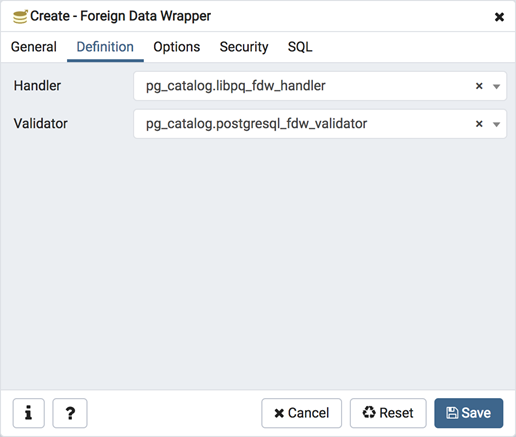 Create - Foreign Data Wrapper
General Definition Options Security SQL
Handler pg_catalog.libpq_fdw_handler
Validator pg_catalog.postgresql_fdw_validator
i ? Cancel Reset Save